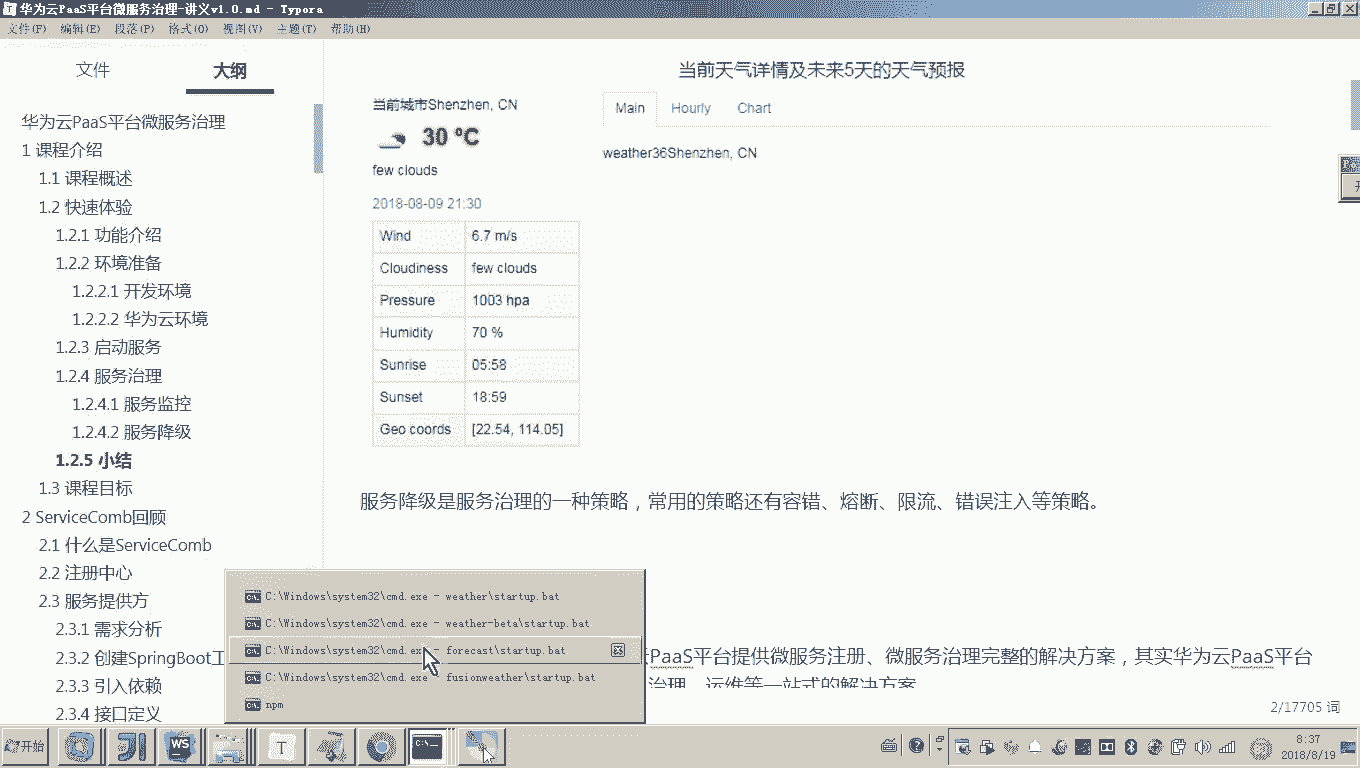 华为云PaaS平台微服务治理-讲义v1.0.md - Typora
文件(F) 编辑(E) 段落(P) 格式(O) 视图(V) 主题(T) 帮助(H)
文件 大纲
华为云PaaS平台微服务治理
1 课程介绍
1.1 课程概述
1.2 快速体验
1.2.1 功能介绍
1.2.2 环境准备
1.2.2.1 开发环境
1.2.2.2 华为云环境
1.2.3 启动服务
1.2.4 服务治理
1.2.4.1 服务监控
1.2.4.2 服务降级
1.2.5 小结
1.3 课程目标
2 ServiceComb回顾
2.1 什么是ServiceComb
2.2 注册中心
2.3 服务提供方
2.3.1 需求分析
2.3.2 创建SpringBoot工
2.3.3 引入依赖
2.3.4 接口定义
当前天气详情及未来5天的天气预报
当前城市Shenzhen, CN
30 ºC
few clouds
2018-08-09 21:30
Wind 6.7 m/s
Cloudiness few clouds
Pressure 1003 hpa
Humidity 70 %
Sunrise 05:58
Sunset 18:59
Geo coords [22.54, 114.05]
Main Hourly Chart
weather36Shenzhen, CN
服务降级是服务治理的一种策略，常用的策略还有容错、熔断、限流、错误注入等策略。
PaaS平台提供微服务注册、微服务治理完整的解决方案，其实华为云PaaS平台
治理、运维等一站式的解决方案
C:\Windows\system32\cmd.exe - weather\startup.bat
C:\Windows\system32\cmd.exe - weather-beta\startup.bat
C:\Windows\system32\cmd.exe - forecast\startup.bat
C:\Windows\system32\cmd.exe - fusionweather\startup.bat
npm
2/17705 词
开始
WS
T
8:37
2018/8/19